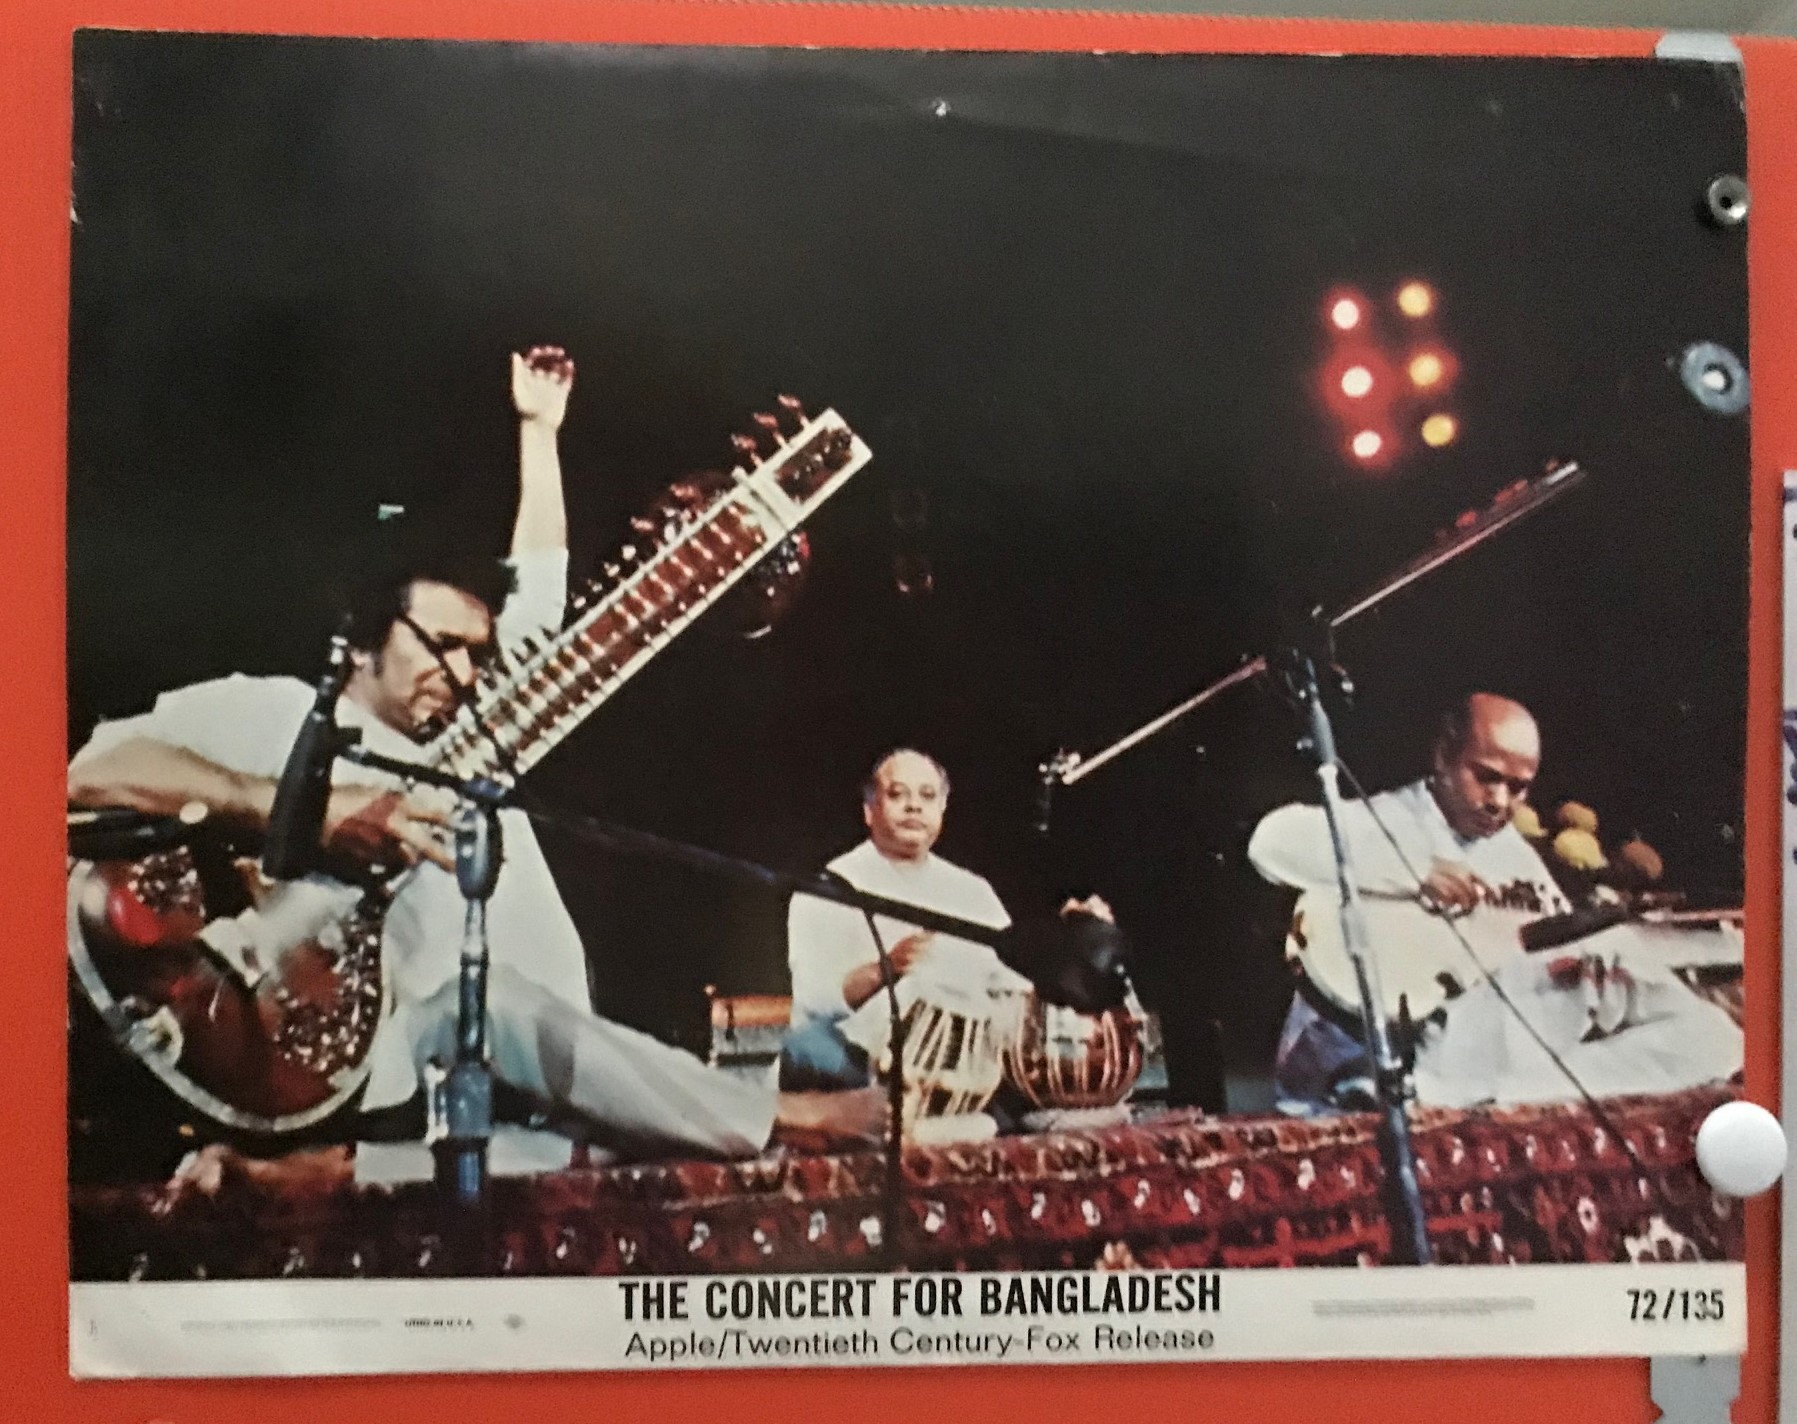 THE CONCERT FOR BANGLADESH
Apple/Twentieth Century-Fox Release
72/135